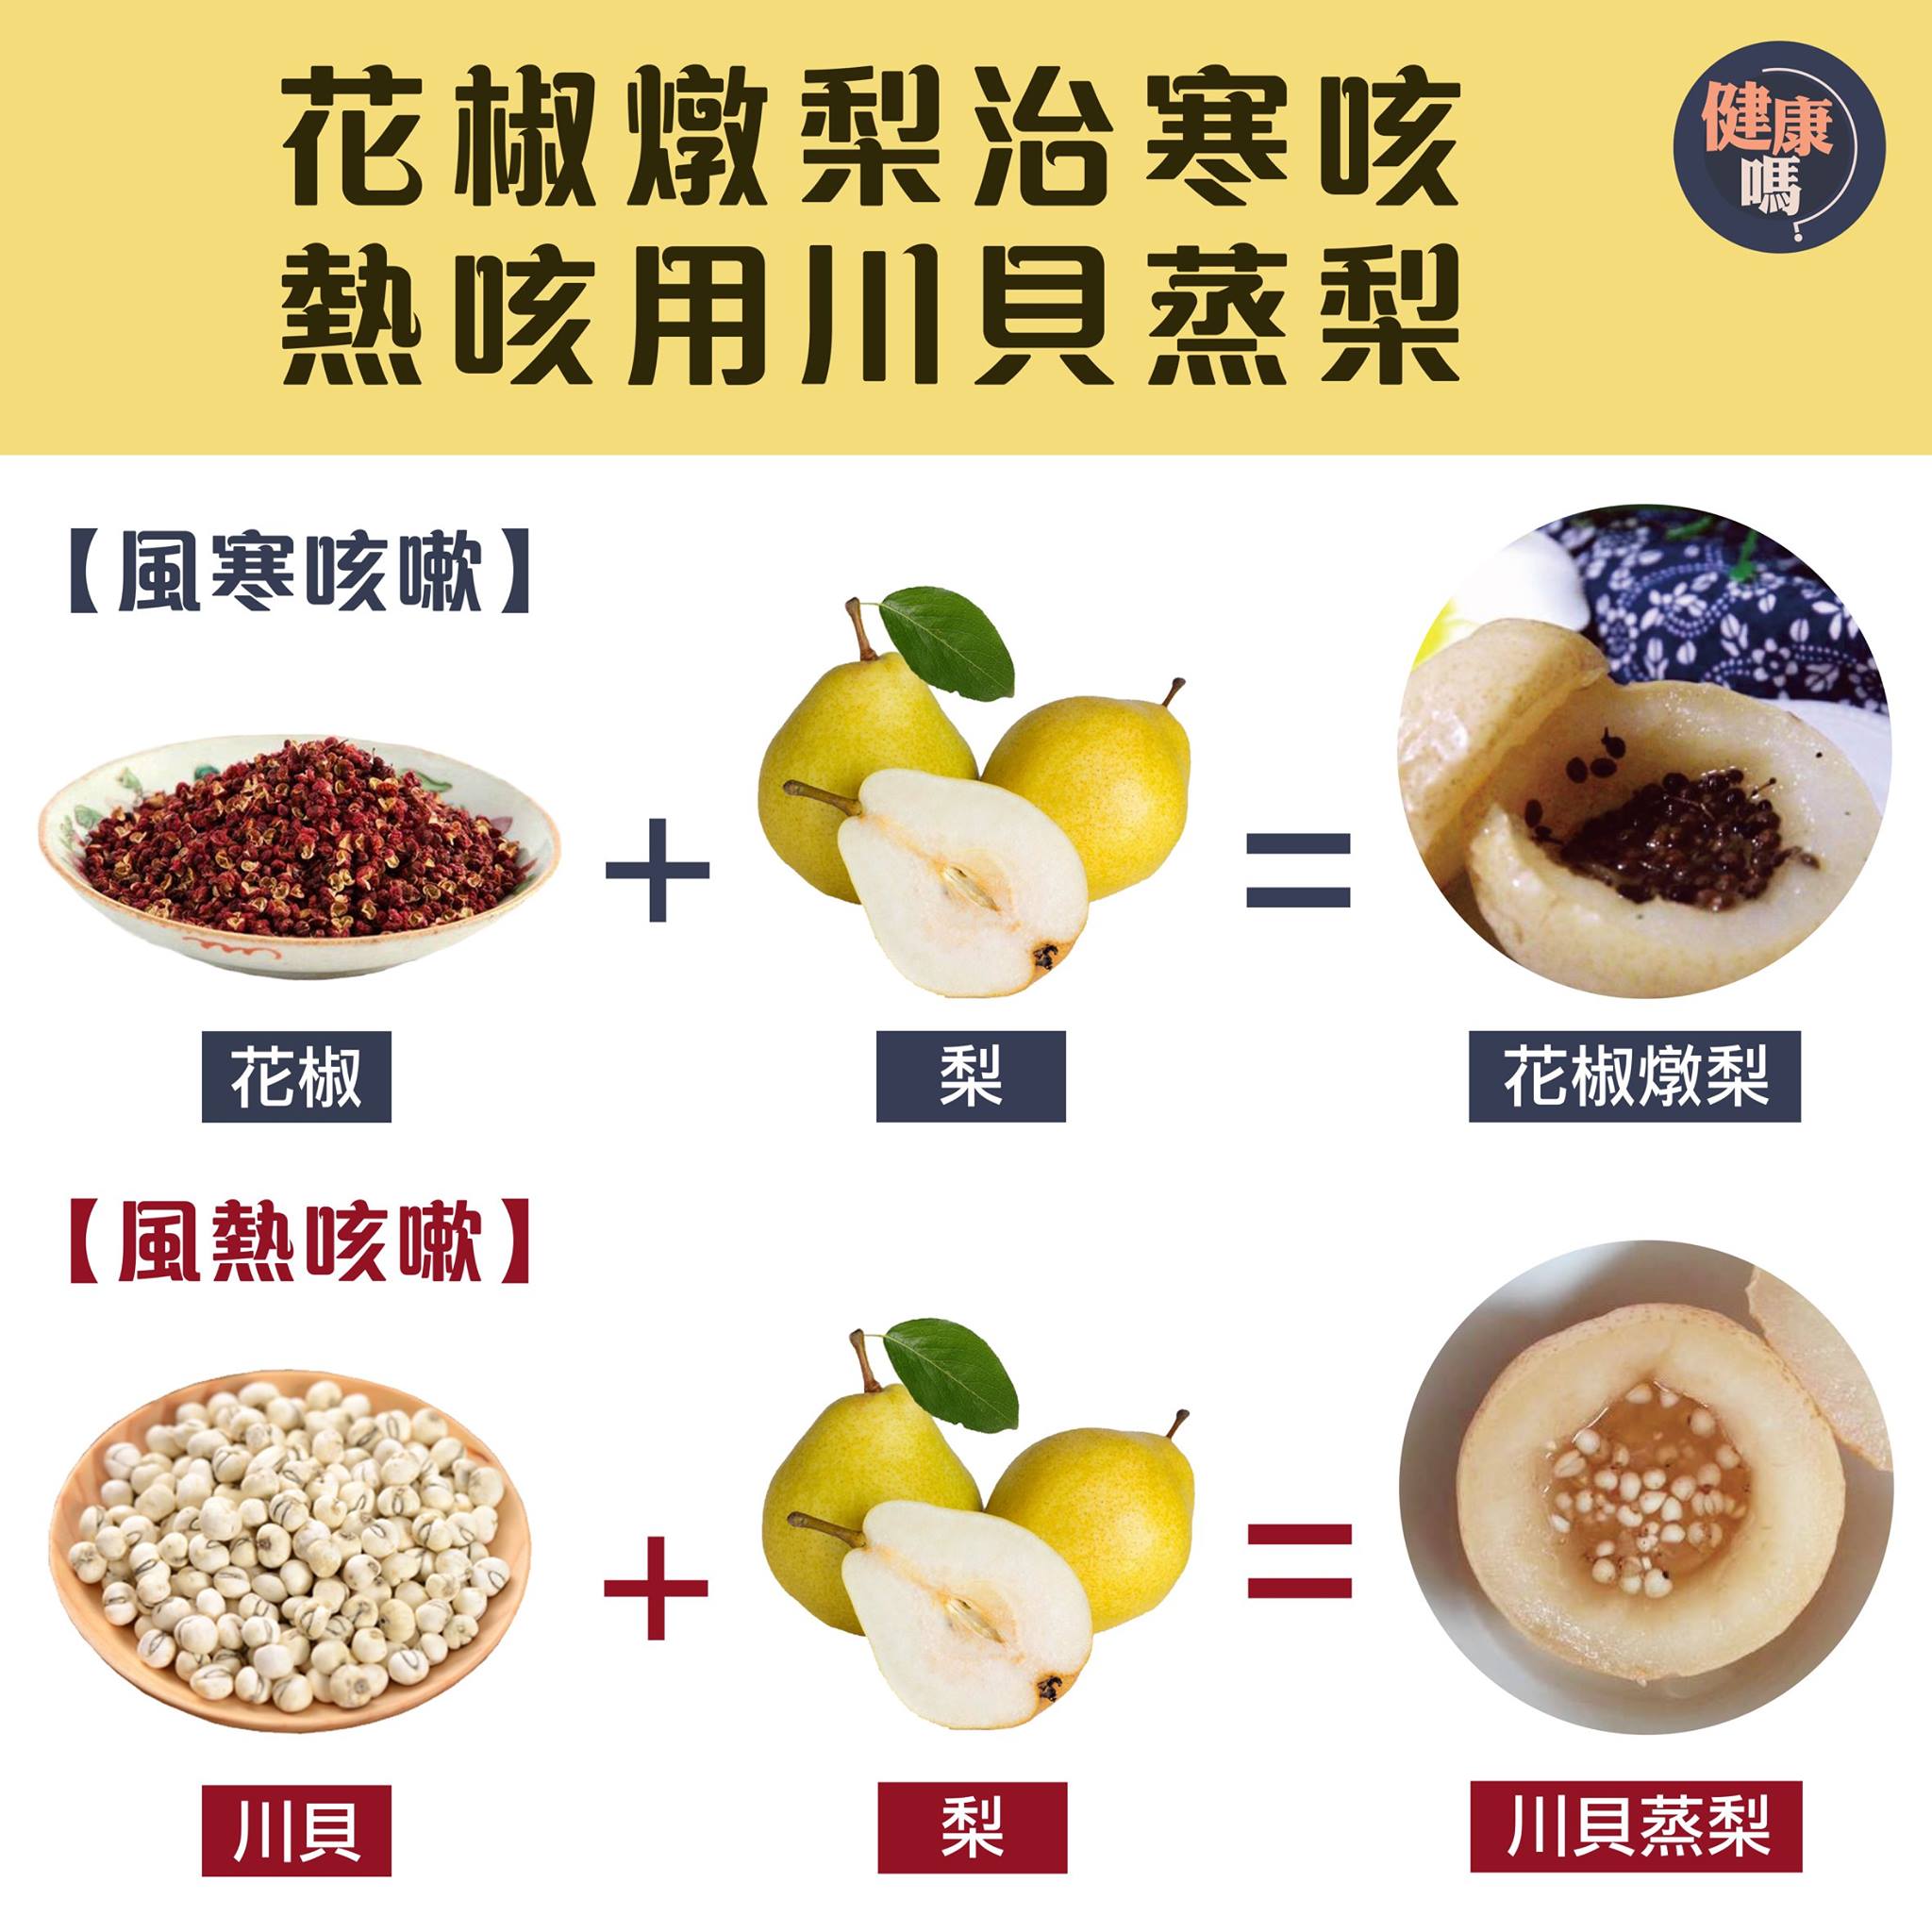 花椒燉梨治寒咳
熱咳用川貝蒸梨
健康
嗎?
【風寒咳嗽】
花椒
梨
花椒燉梨
【風熱咳嗽】
川貝
梨
川貝蒸梨